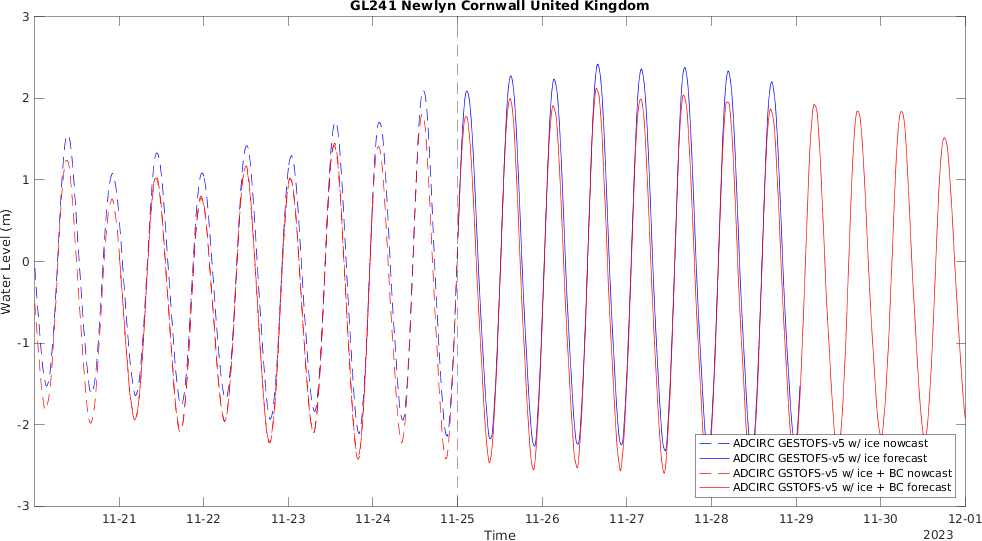 GL241 Newlyn Cornwall United Kingdom
3
2
1
0
-1
-2
-3
Water Level (m)
ADCIRC GESTOFS-v5 w/ ice nowcast
ADCIRC GESTOFS-v5 w/ ice forecast
ADCIRC GSTOFS-v5 w/ ice + BC nowcast
ADCIRC GSTOFS-v5 w/ ice + BC forecast
11-21 11-22 11-23 11-24 11-25 11-26 11-27 11-28 11-29 11-30 12-01
Time
2023